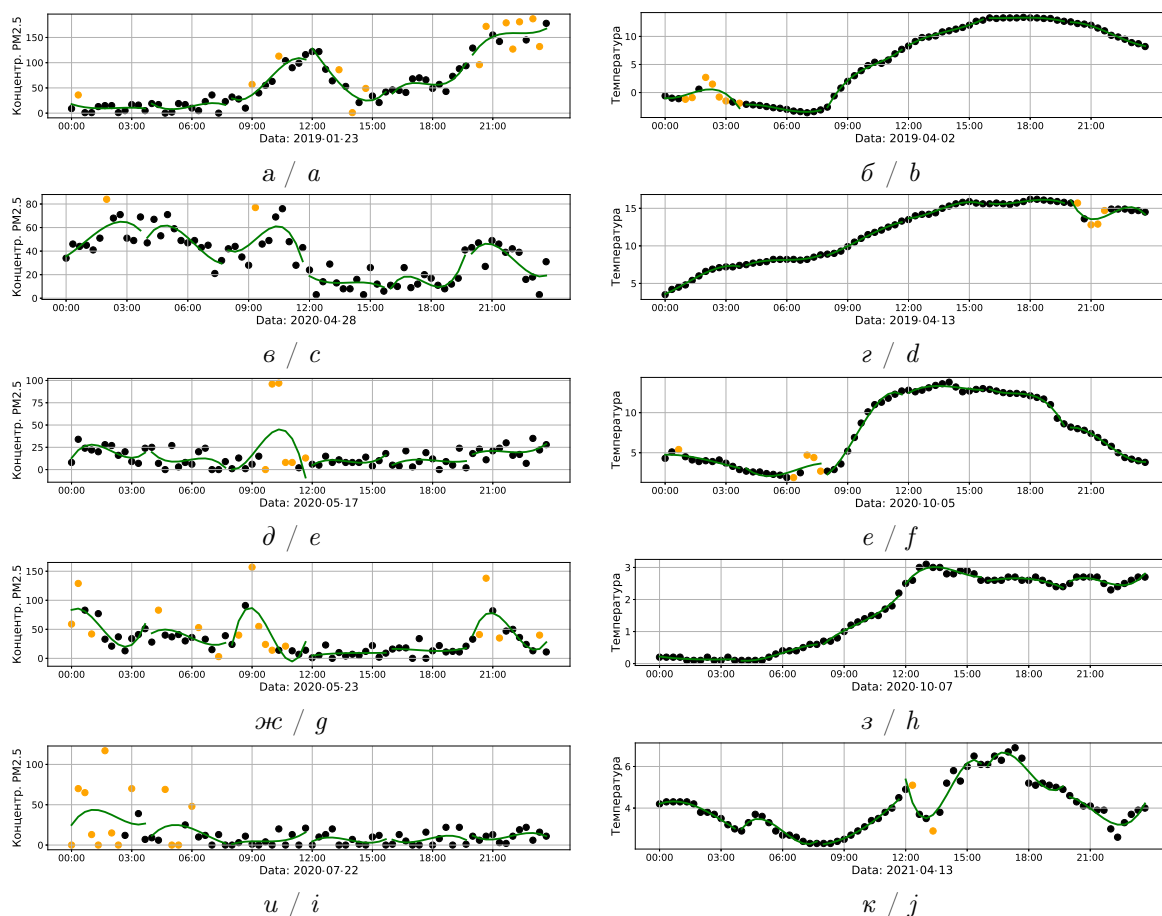 Концентр. PM2.5
150
100
50
0
00:00 03:00 06:00 09:00 12:00 15:00 18:00 21:00
Data: 2019-01-23
а / a
Температура
10
0
00:00 03:00 06:00 09:00 12:00 15:00 18:00 21:00
Data: 2019-04-02
б / b
Концентр. PM2.5
80
60
40
20
0
00:00 03:00 06:00 09:00 12:00 15:00 18:00 21:00
Data: 2020-04-28
в / c
Температура
15
10
5
00:00 03:00 06:00 09:00 12:00 15:00 18:00 21:00
Data: 2019-04-13
г / d
Концентр. PM2.5
100
75
50
25
0
00:00 03:00 06:00 09:00 12:00 15:00 18:00 21:00
Data: 2020-05-17
д / e
Температура
10
5
00:00 03:00 06:00 09:00 12:00 15:00 18:00 21:00
Data: 2020-10-05
е / f
Концентр. PM2.5
150
100
50
0
00:00 03:00 06:00 09:00 12:00 15:00 18:00 21:00
Data: 2020-05-23
ж / g
Температура
3
2
1
0
00:00 03:00 06:00 09:00 12:00 15:00 18:00 21:00
Data: 2020-10-07
з / h
Концентр. PM2.5
100
50
0
00:00 03:00 06:00 09:00 12:00 15:00 18:00 21:00
Data: 2020-07-22
и / i
Температура
6
4
00:00 03:00 06:00 09:00 12:00 15:00 18:00 21:00
Data: 2021-04-13
к / j